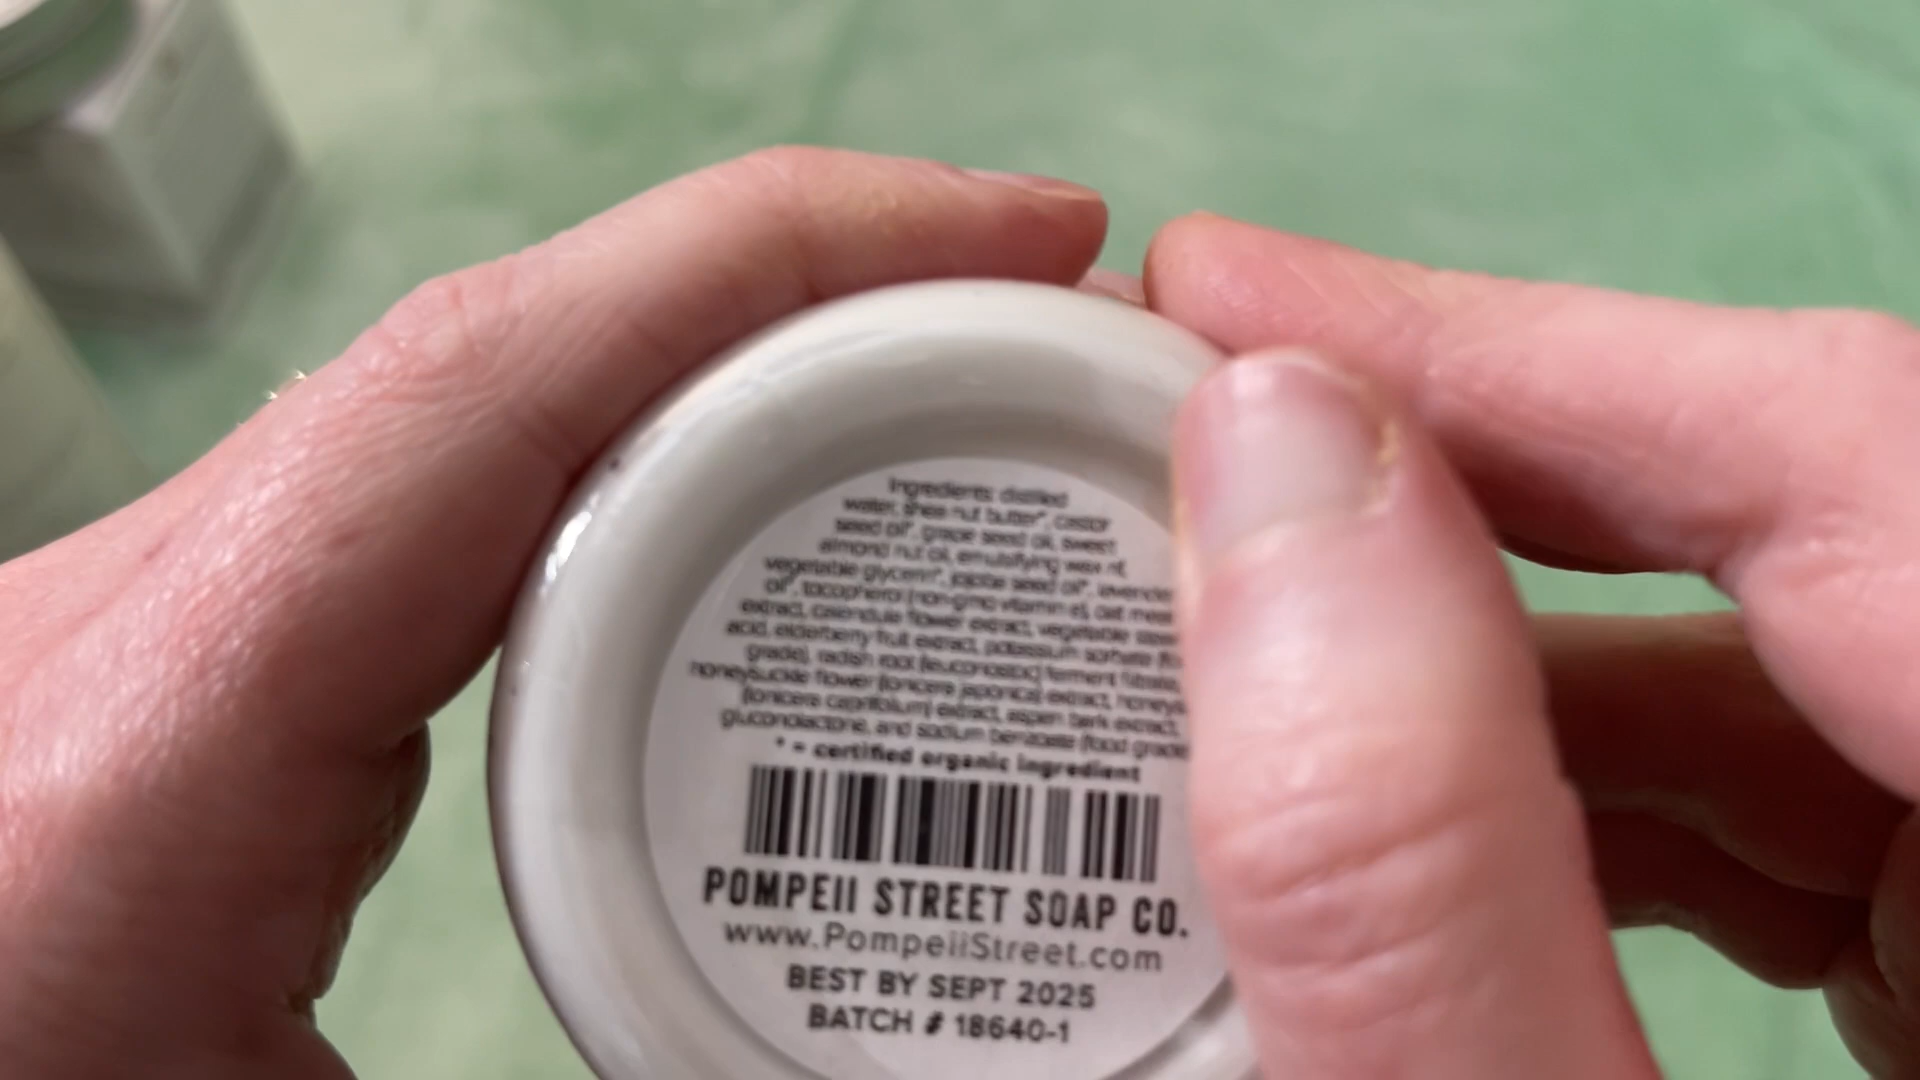 Ingredients: distilled
water, shea nut butter*, castor
seed oil*, grape seed oil, sweet
almond nut oil, emulsifying wax nf,
vegetable glycerin*, jojoba seed oil*, lavender
oil*, tocopherol (non-gmo vitamin e), oat meal
extract, calendula flower extract, vegetable
acid, elderberry fruit extract, potassium sorbate
grade), radish root (leuconostoc) ferment filtrate,
honeysuckle flower (lonicera japonica) extract,
(lonicera caprifolium) extract, aspen bark extract,
gluconolactone, and sodium benzoate (food grade
* = certified organic ingredient
POMPEII STREET SOAP CO.
www.PompeiiStreet.com
BEST BY SEPT 2025
BATCH # 18640-1